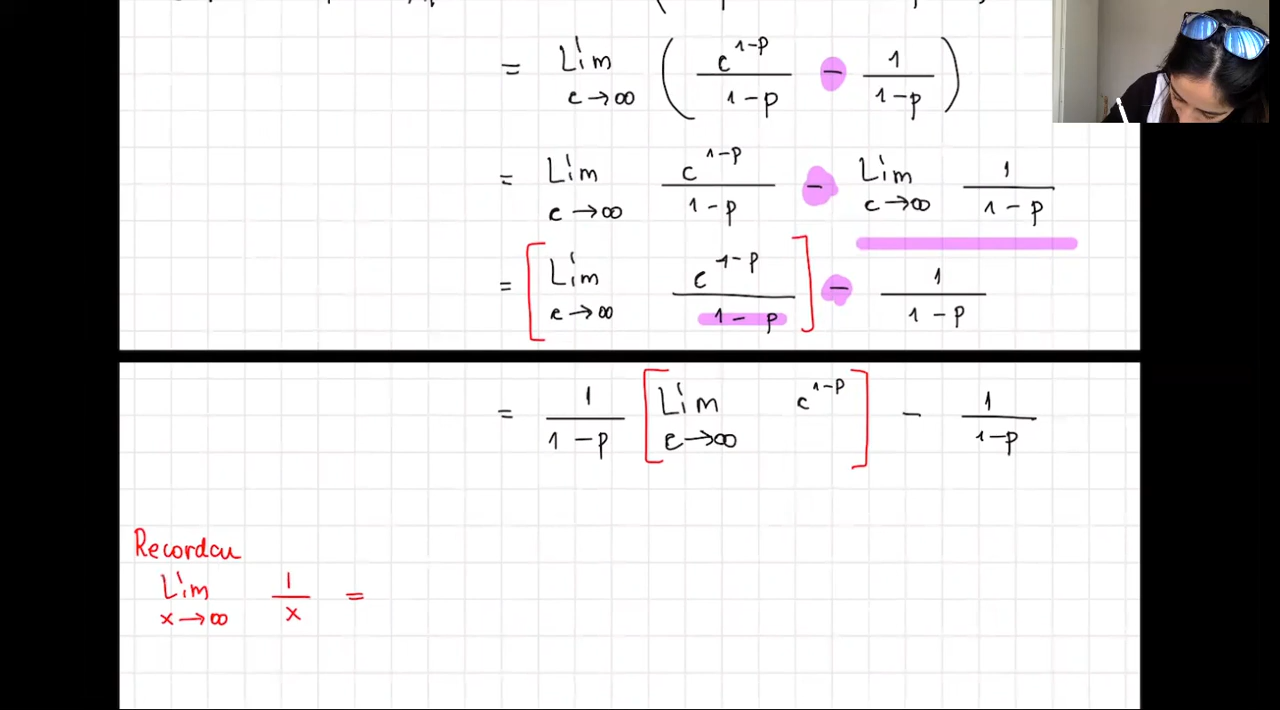 = Lim c→∞ ( c^(1-p) / (1-p) − 1 / (1-p) )
= Lim c→∞ c^(1-p) / (1-p) − Lim c→∞ 1 / (1-p)
= [ Lim c→∞ c^(1-p) / (1-p) ] − 1 / (1-p)
= 1 / (1-p) [ Lim c→∞ c^(1-p) ] − 1 / (1-p)
Recordar
Lim x→∞ 1 / x =